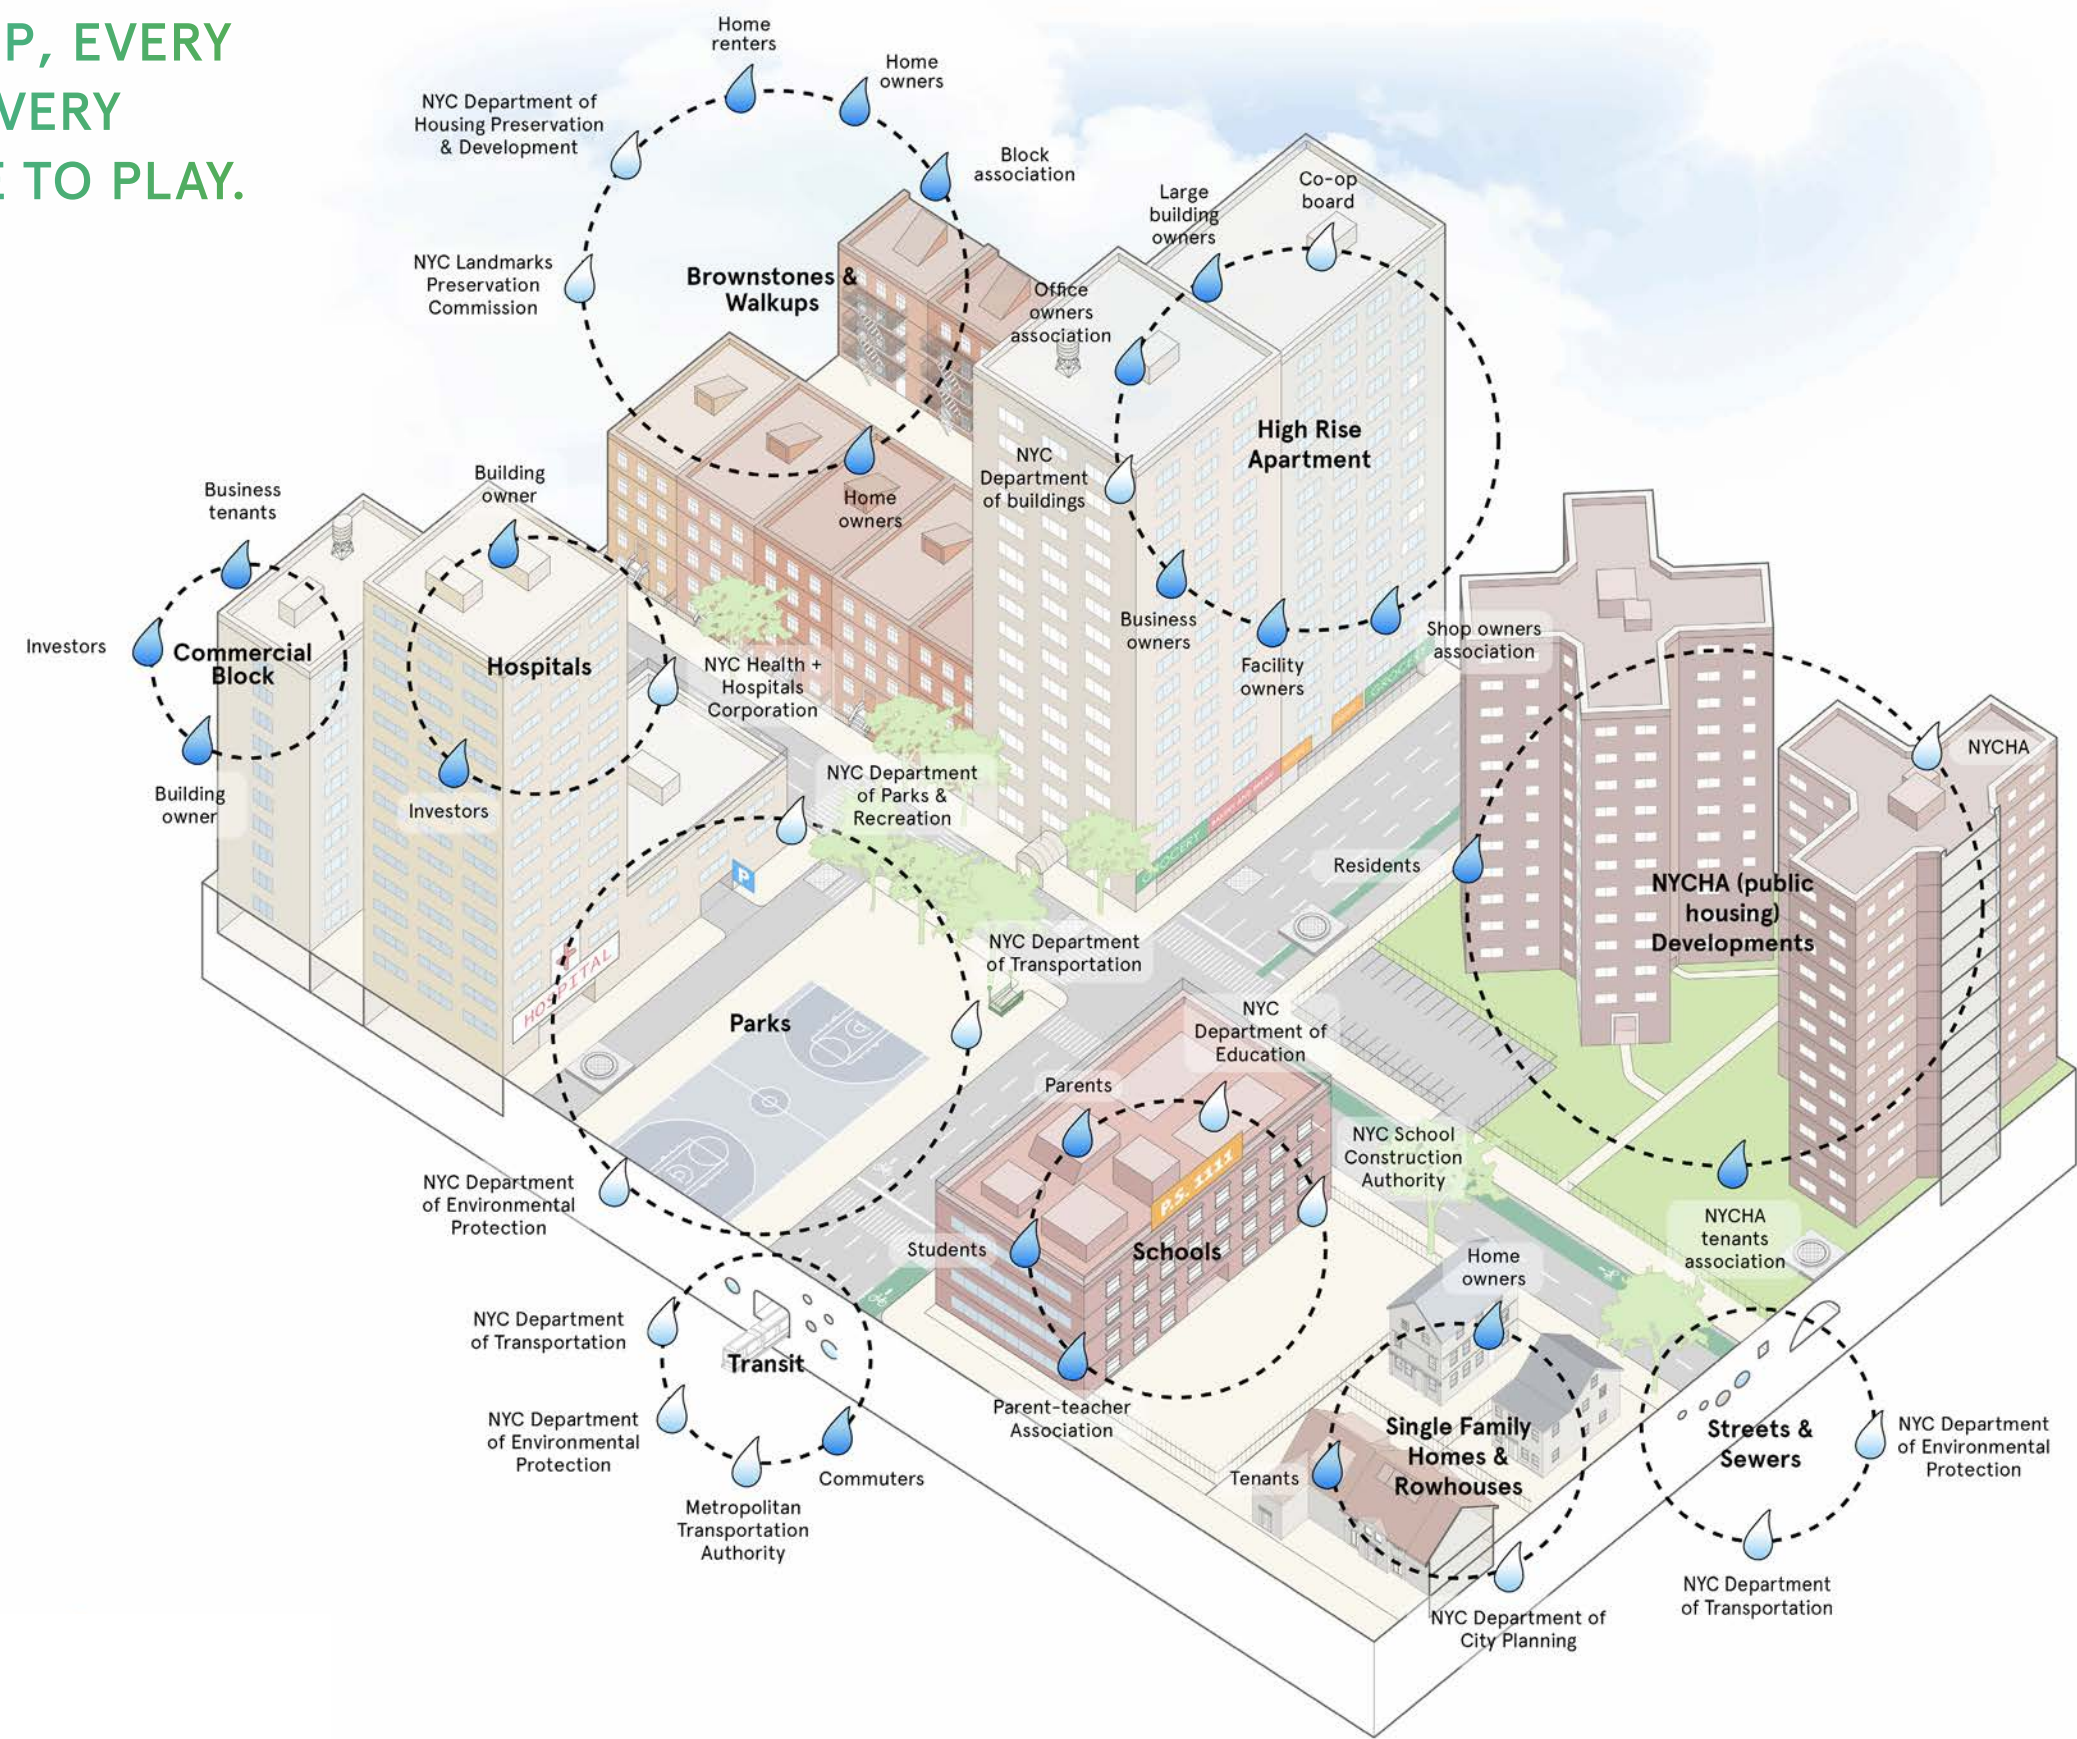 P, EVERY
VERY
E TO PLAY.
Home
renters
Home
owners
NYC Department of
Housing Preservation
& Development
Block
association
NYC Landmarks
Preservation
Commission
Brownstones &
Walkups
Home
owners
Large
building
owners
Co-op
board
Office
owners
association
High Rise
Apartment
NYC
Department
of buildings
Business
owners
Facility
owners
Shop owners
association
GROCERY
GROCERY
Business
tenants
Investors
Commercial
Block
Building
owner
Building
owner
Hospitals
NYC Health +
Hospitals
Corporation
Investors
HOSPITAL
P
NYC Department
of Parks &
Recreation
Parks
NYC Department
of Transportation
NYC Department
of Environmental
Protection
NYCHA
Residents
NYCHA (public
housing)
Developments
NYCHA
tenants
association
NYC
Department of
Education
Parents
NYC School
Construction
Authority
P.S. 1111
Students
Schools
Parent-teacher
Association
NYC Department
of Transportation
Transit
NYC Department
of Environmental
Protection
Metropolitan
Transportation
Authority
Commuters
Home
owners
Single Family
Homes &
Rowhouses
Tenants
NYC Department of
City Planning
Streets &
Sewers
NYC Department
of Environmental
Protection
NYC Department
of Transportation